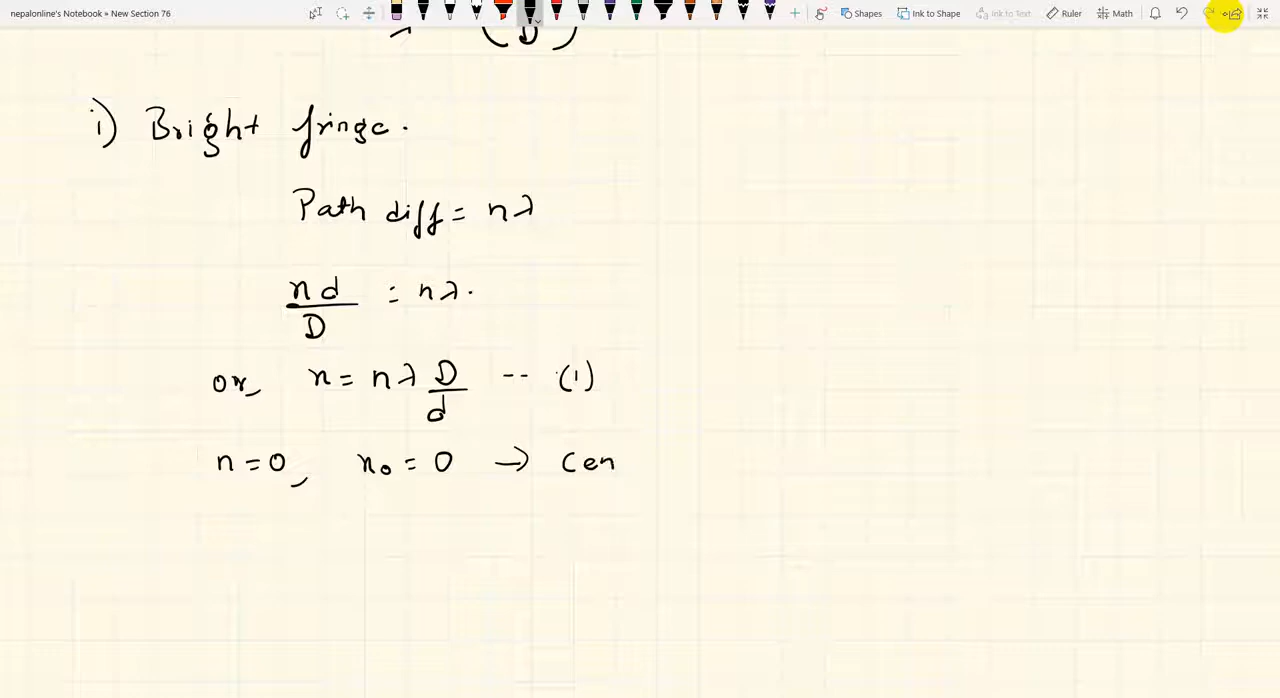 nepalonline's Notebook » New Section 76
Shapes Ink to Shape Ink to Text Ruler Math
λ (D)
i) Bright fringe.
Path diff = nλ
xd/D = nλ.
or, x = nλ D/d -- (1)
n = 0, x₀ = 0 → Cen